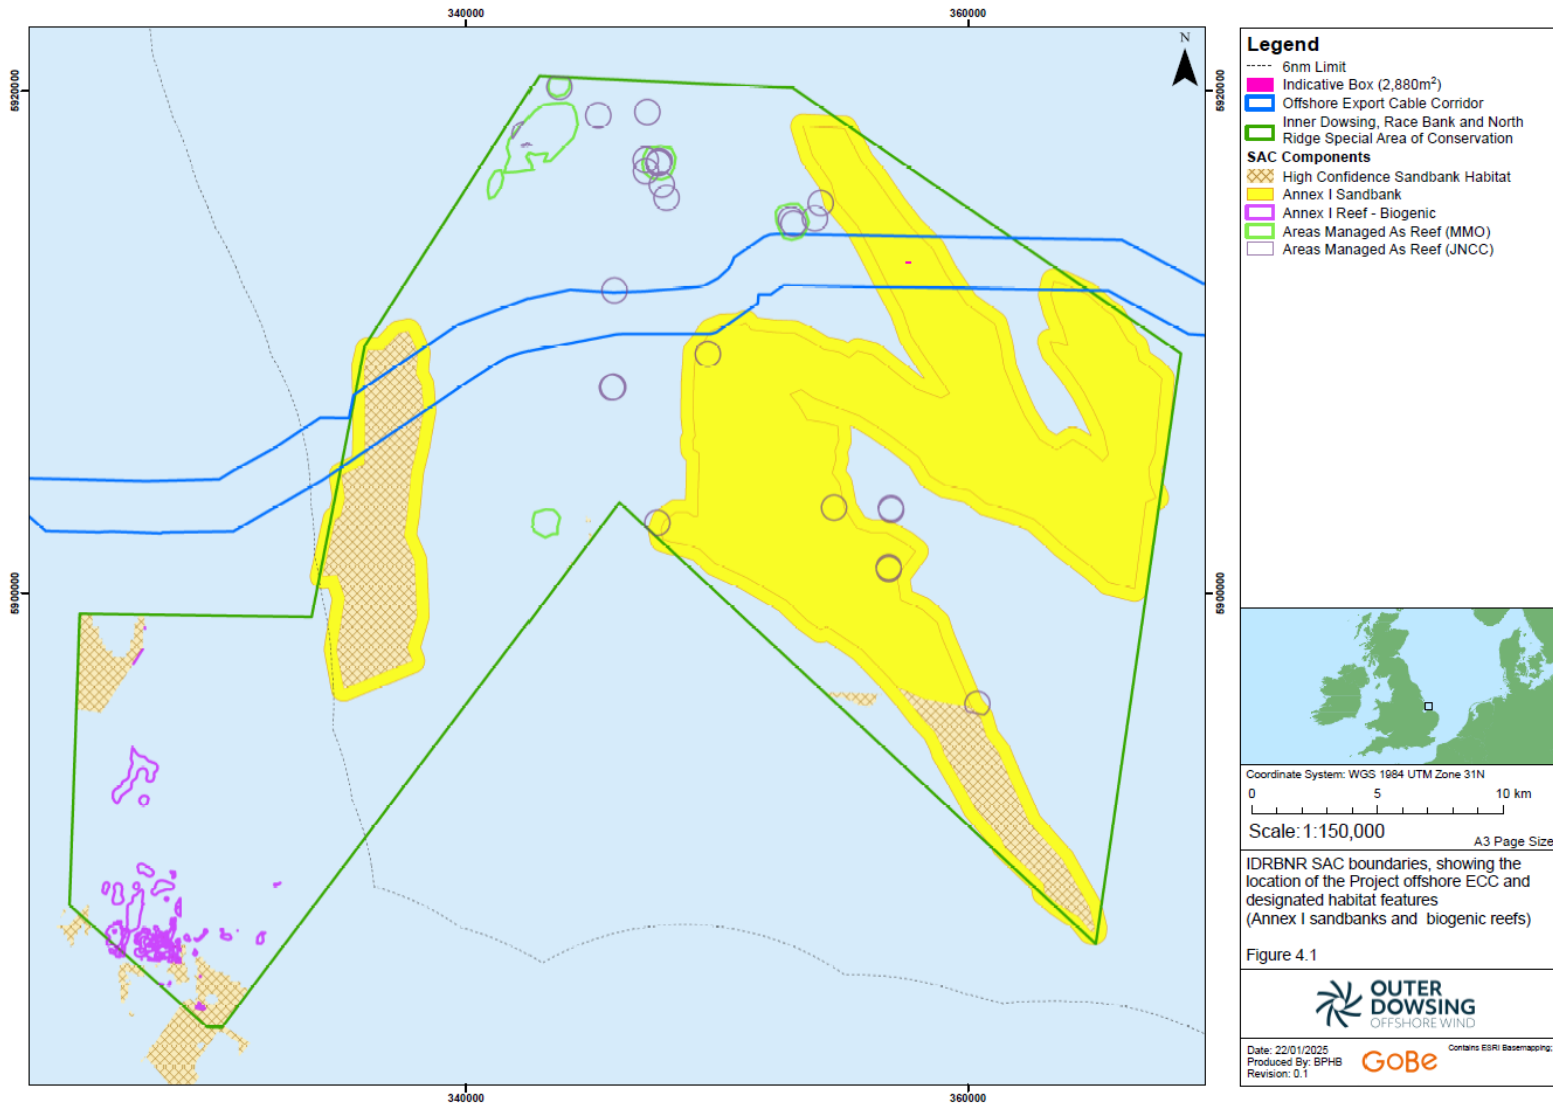 340000
360000
5920000
5920000
N
5900000
5900000
340000
360000
Legend
6nm Limit
Indicative Box (2,880m²)
Offshore Export Cable Corridor
Inner Dowsing, Race Bank and North
Ridge Special Area of Conservation
SAC Components
High Confidence Sandbank Habitat
Annex I Sandbank
Annex I Reef - Biogenic
Areas Managed As Reef (MMO)
Areas Managed As Reef (JNCC)
Coordinate System: WGS 1984 UTM Zone 31N
0 5 10 km
Scale: 1:150,000
A3 Page Size
IDRBNR SAC boundaries, showing the
location of the Project offshore ECC and
designated habitat features
(Annex I sandbanks and biogenic reefs)
Figure 4.1
OUTER
DOWSING
OFFSHORE WIND
Date: 22/01/2025
Produced By: BPHB
Revision: 0.1
GoBe
Contains ESRI Basemapping;